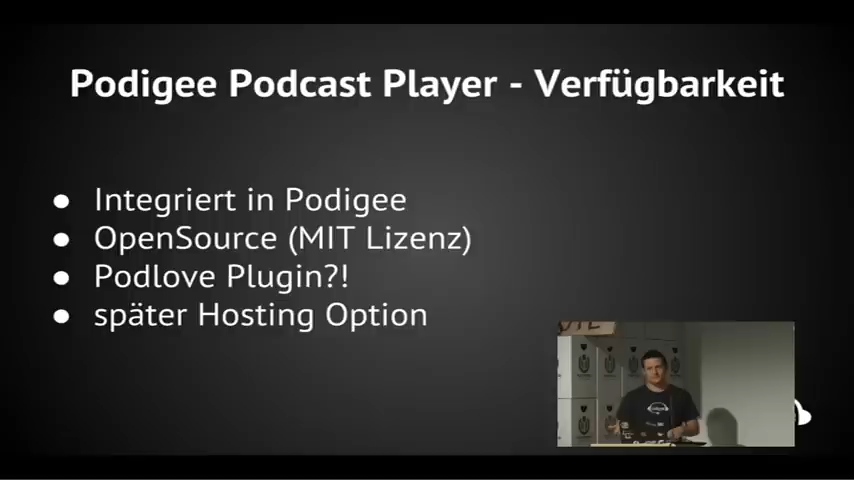 Podigee Podcast Player - Verfügbarkeit
● Integriert in Podigee
● OpenSource (MIT Lizenz)
● Podlove Plugin?!
● später Hosting Option